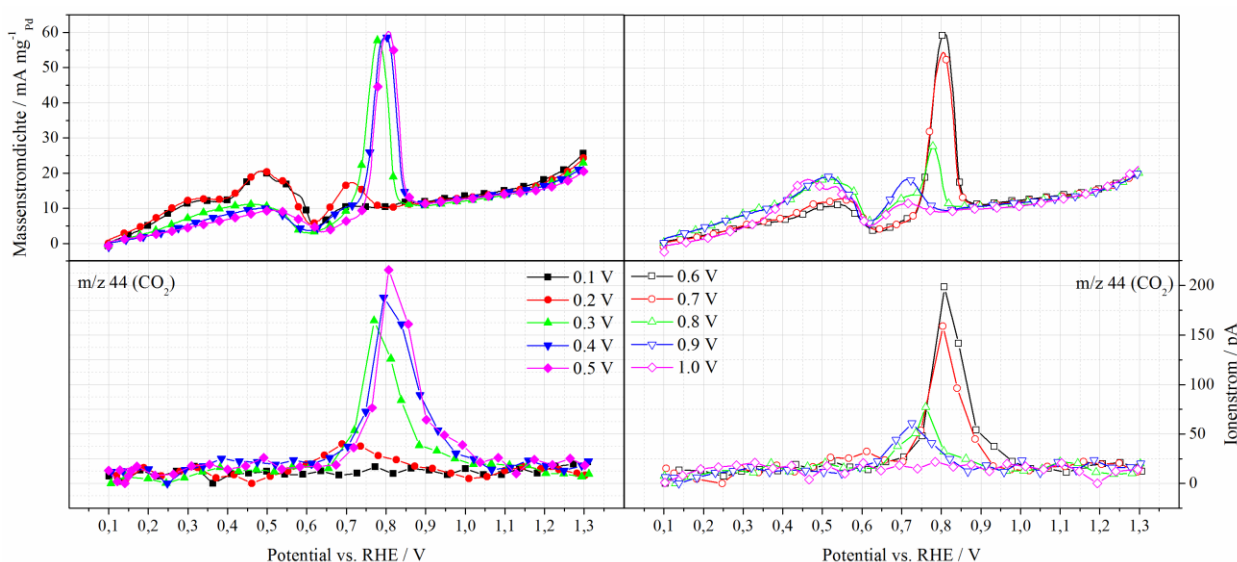 Massenstromdichte / mA mg⁻¹ Pd
60
50
40
30
20
10
0
m/z 44 (CO₂)
0.1 V
0.2 V
0.3 V
0.4 V
0.5 V
0.6 V
0.7 V
0.8 V
0.9 V
1.0 V
m/z 44 (CO₂)
200
150
100
50
0
Ionenstrom / pA
0,1 0,2 0,3 0,4 0,5 0,6 0,7 0,8 0,9 1,0 1,1 1,2 1,3
0,1 0,2 0,3 0,4 0,5 0,6 0,7 0,8 0,9 1,0 1,1 1,2 1,3
Potential vs. RHE / V
Potential vs. RHE / V